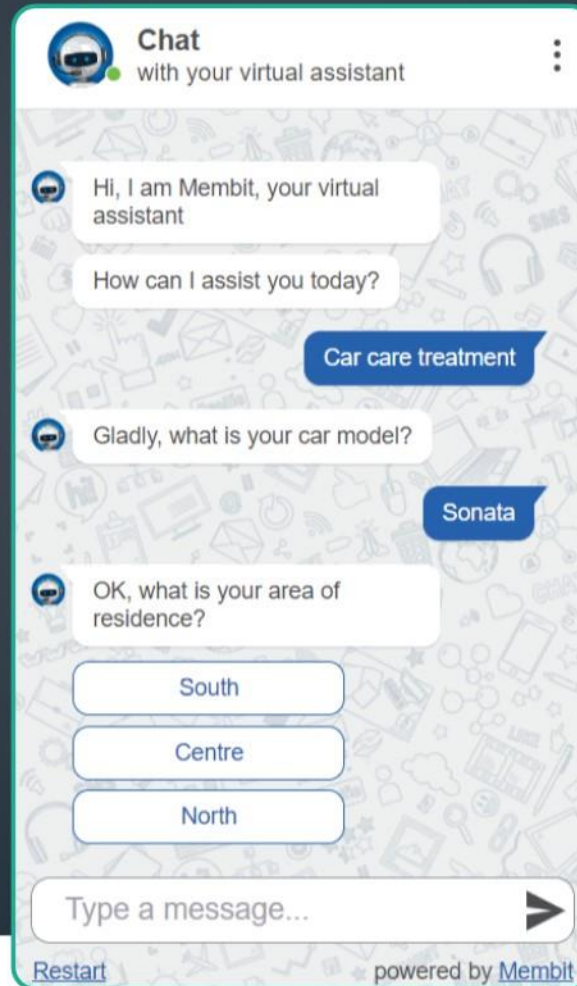 Chat
with your virtual assistant
Hi, I am Membit, your virtual
assistant
How can I assist you today?
Car care treatment
Gladly, what is your car model?
Sonata
OK, what is your area of
residence?
South
Centre
North
Type a message...
Restart
powered by Membit